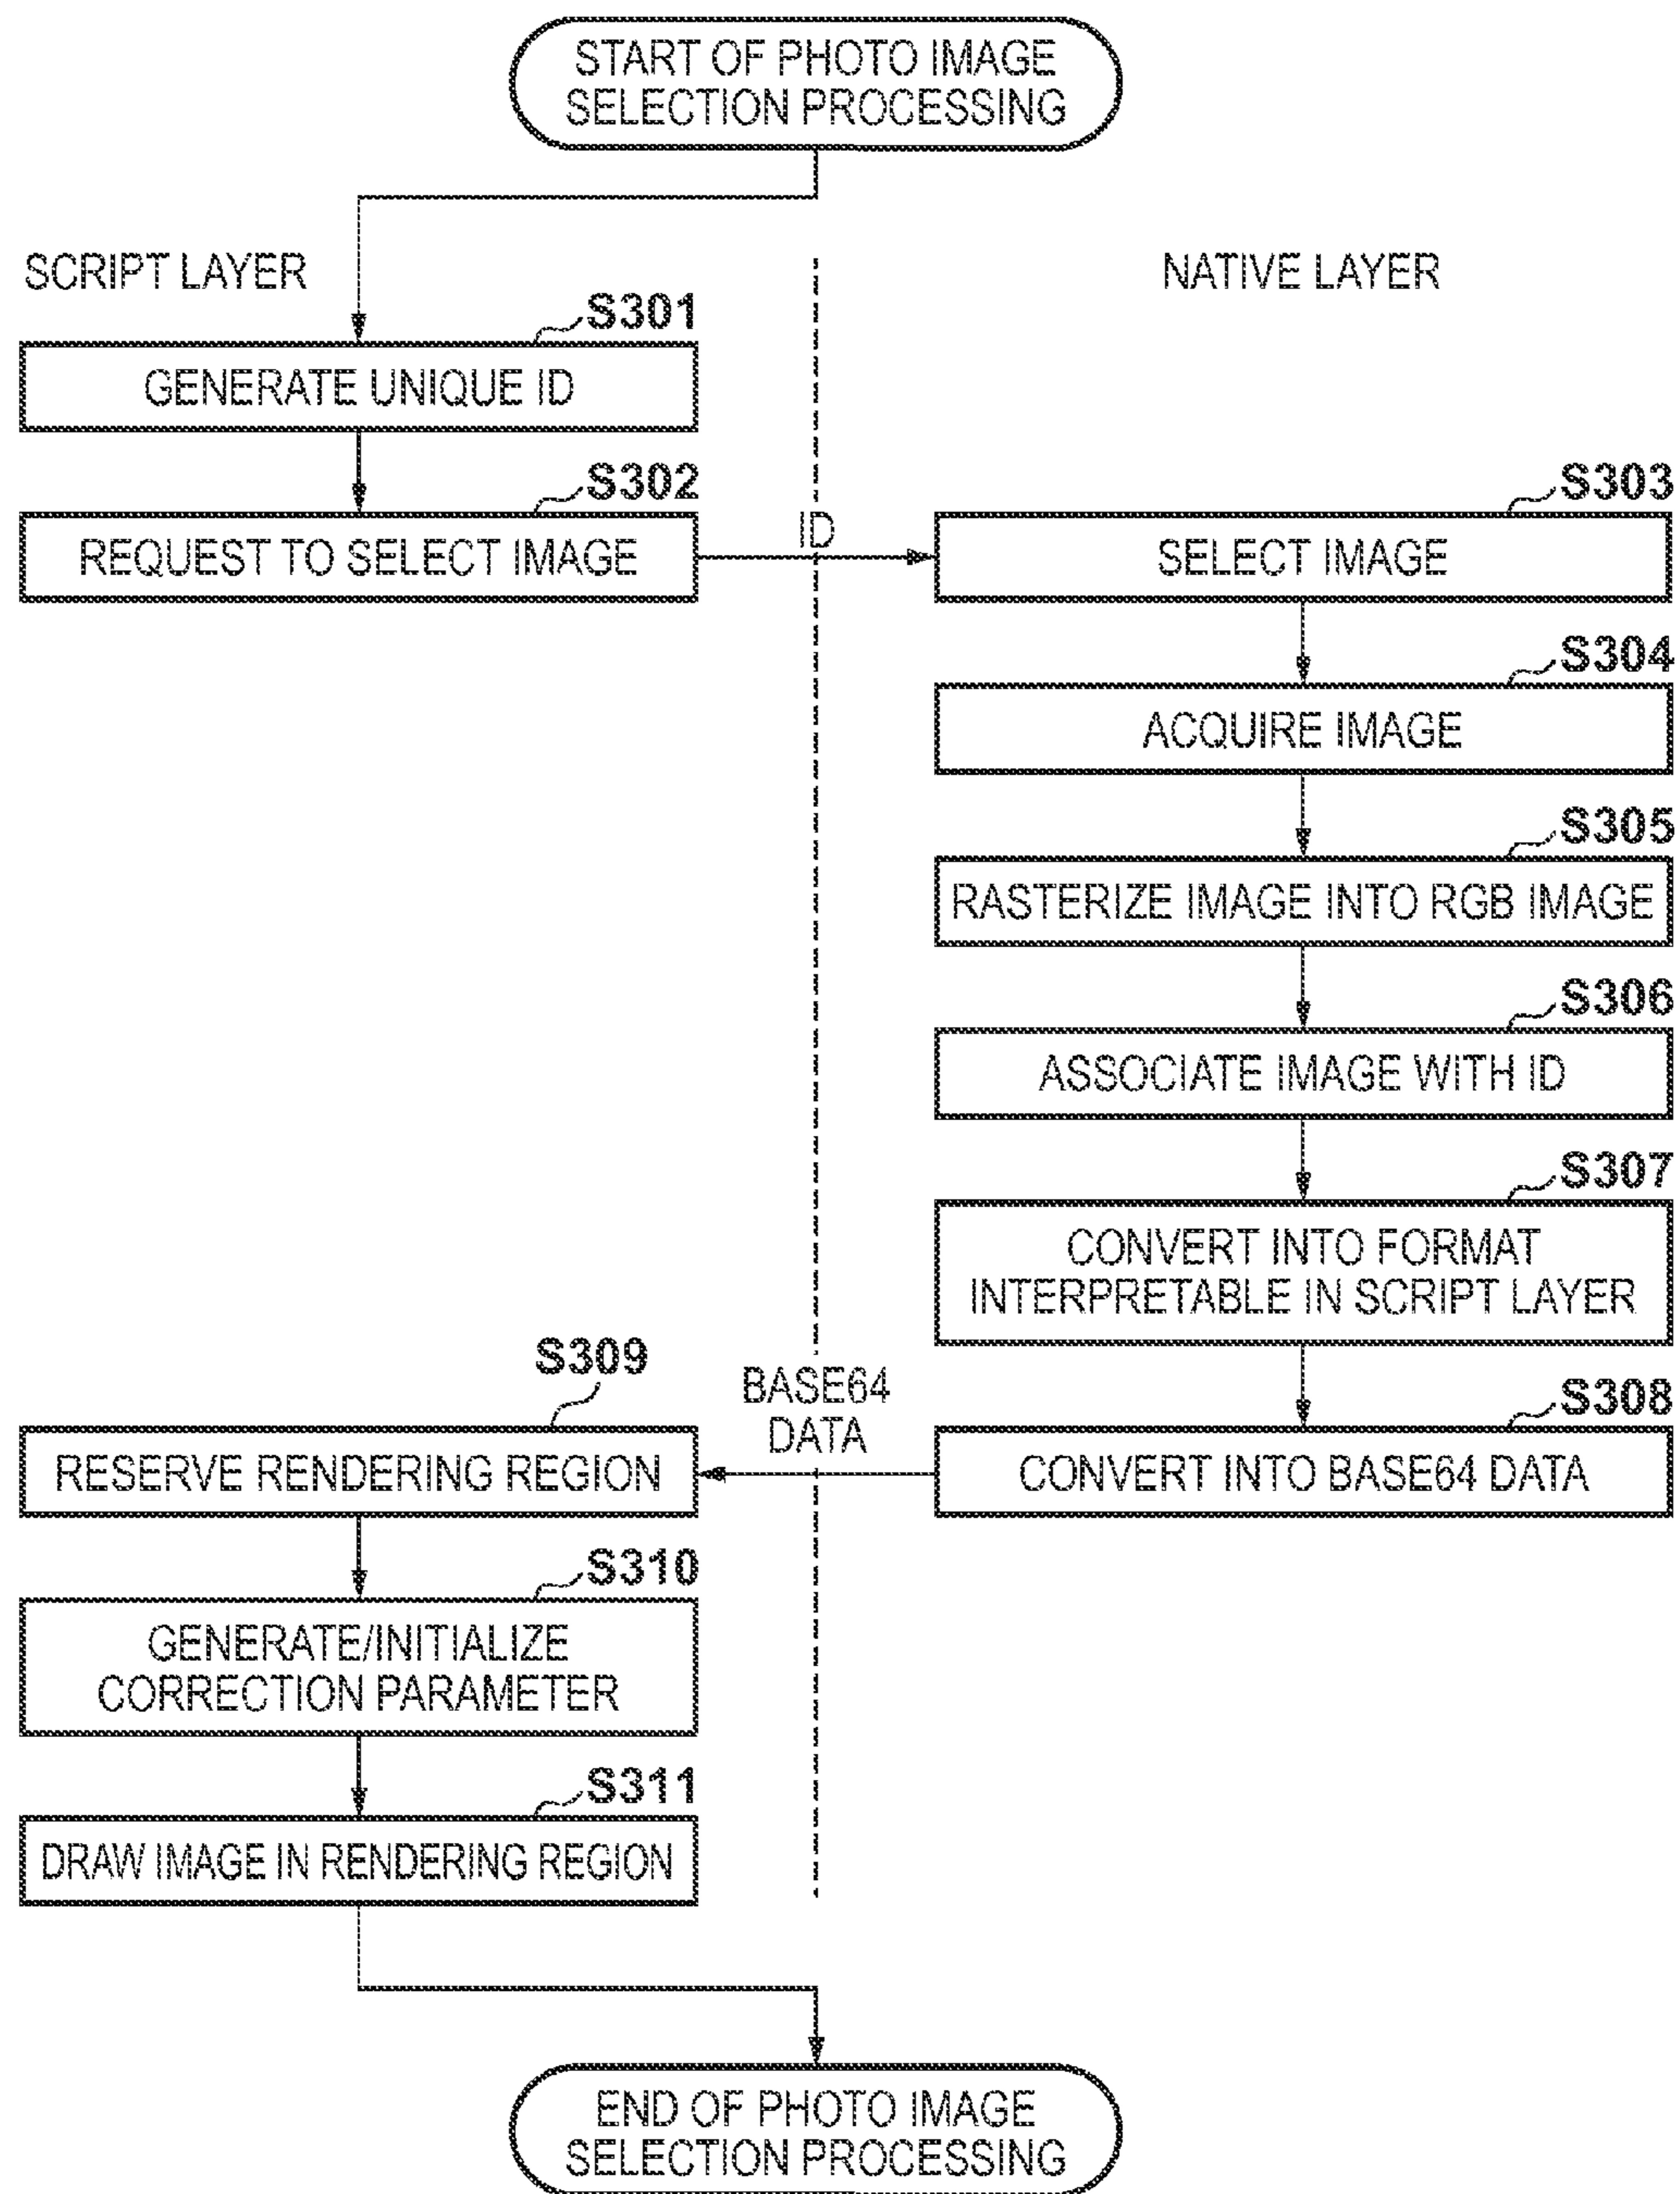 START OF PHOTO IMAGE
SELECTION PROCESSING
SCRIPT LAYER
NATIVE LAYER
S301
GENERATE UNIQUE ID
S302
REQUEST TO SELECT IMAGE
ID
S303
SELECT IMAGE
S304
ACQUIRE IMAGE
S305
RASTERIZE IMAGE INTO RGB IMAGE
S306
ASSOCIATE IMAGE WITH ID
S307
CONVERT INTO FORMAT
INTERPRETABLE IN SCRIPT LAYER
S308
CONVERT INTO BASE64 DATA
BASE64
DATA
S309
RESERVE RENDERING REGION
S310
GENERATE/INITIALIZE
CORRECTION PARAMETER
S311
DRAW IMAGE IN RENDERING REGION
END OF PHOTO IMAGE
SELECTION PROCESSING